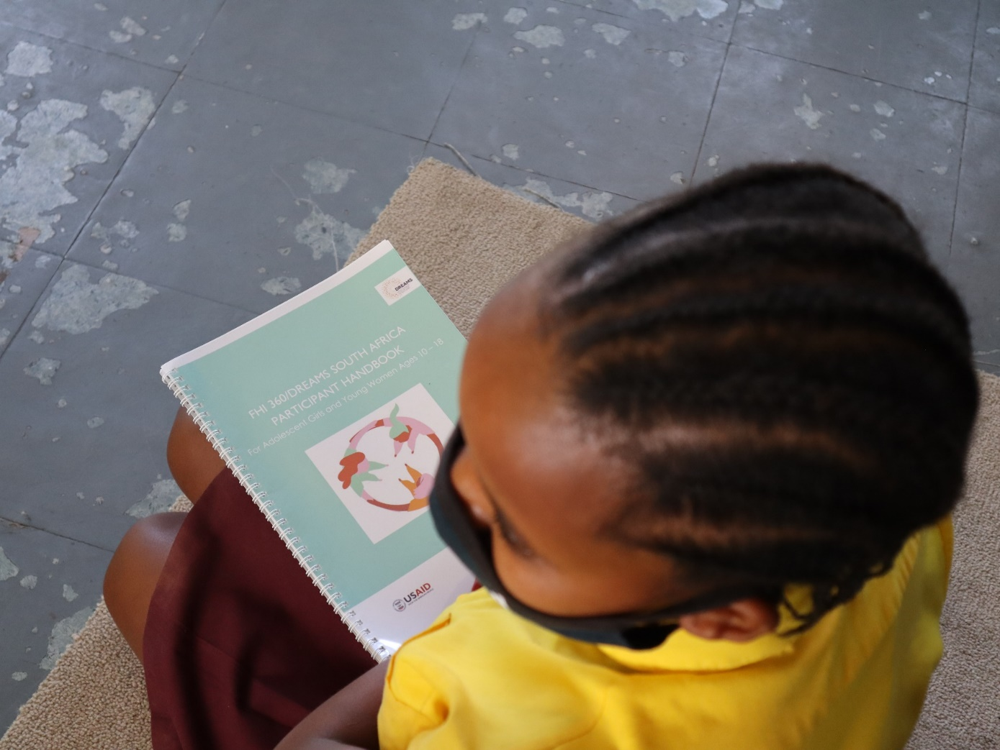 DREAMS
FHI 360/DREAMS SOUTH AFRICA
PARTICIPANT HANDBOOK
For Adolescent Girls and Young Women Ages 10 – 18
USAID